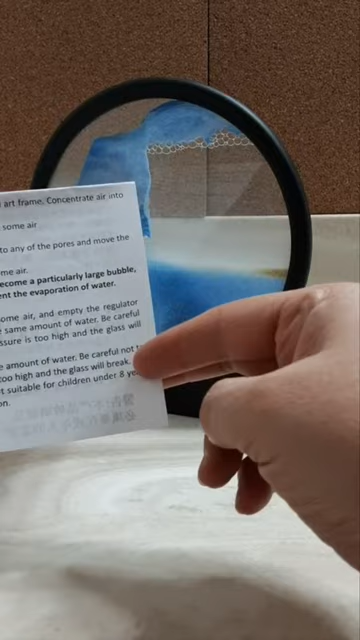 art frame, Concentrate air into
some air
to any of the pores and move the
me air.
ecome a particularly large bubble,
ent the evaporation of water.
ome air, and empty the regulator
same amount of water. Be careful
ssure is too high and the glass will
e amount of water. Be careful not
too high and the glass will break.
t suitable for children under 8 ye
on.